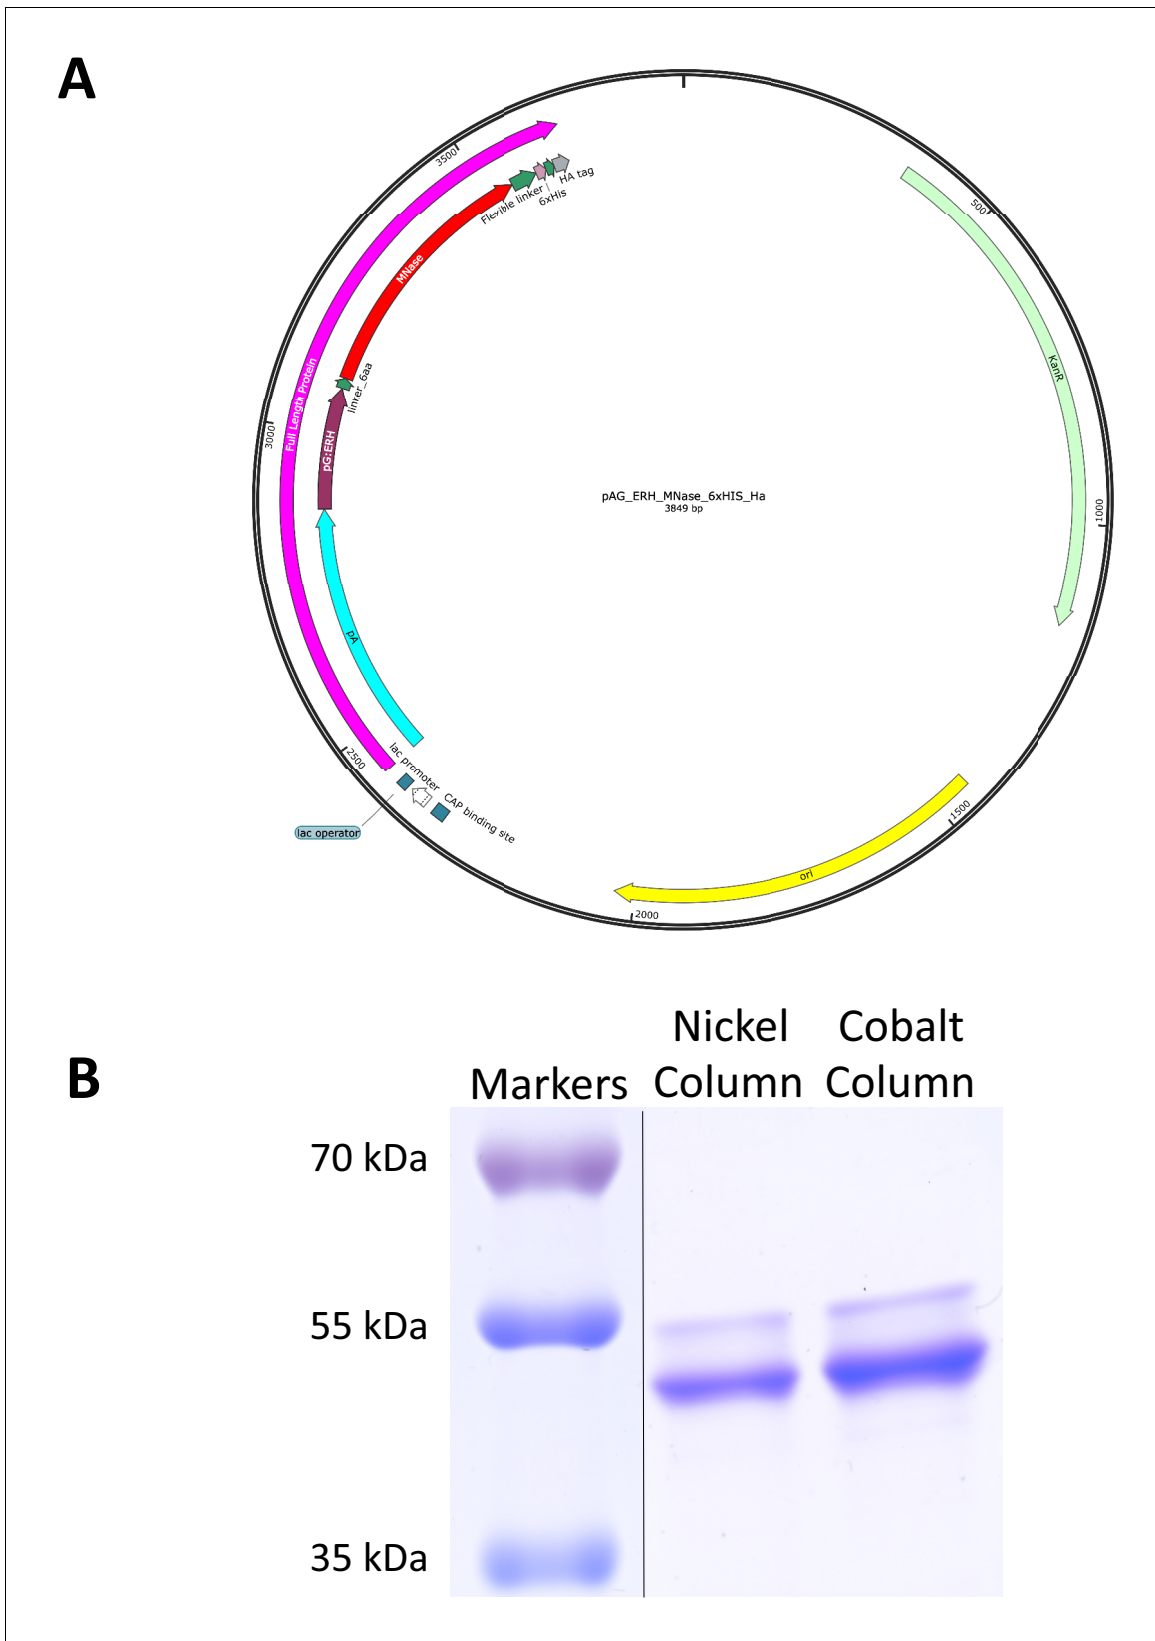 A
3500
Flexible linker
6xHis
HA tag
500
MNase
KanR
linker_6aa
Full Length Protein
3000
pG:ERH
pAG_ERH_MNase_6xHIS_Ha
3849 bp
1000
pA
2500
lac promoter
CAP binding site
lac operator
1500
ori
2000
B
Nickel Cobalt
Markers Column Column
70 kDa
55 kDa
35 kDa